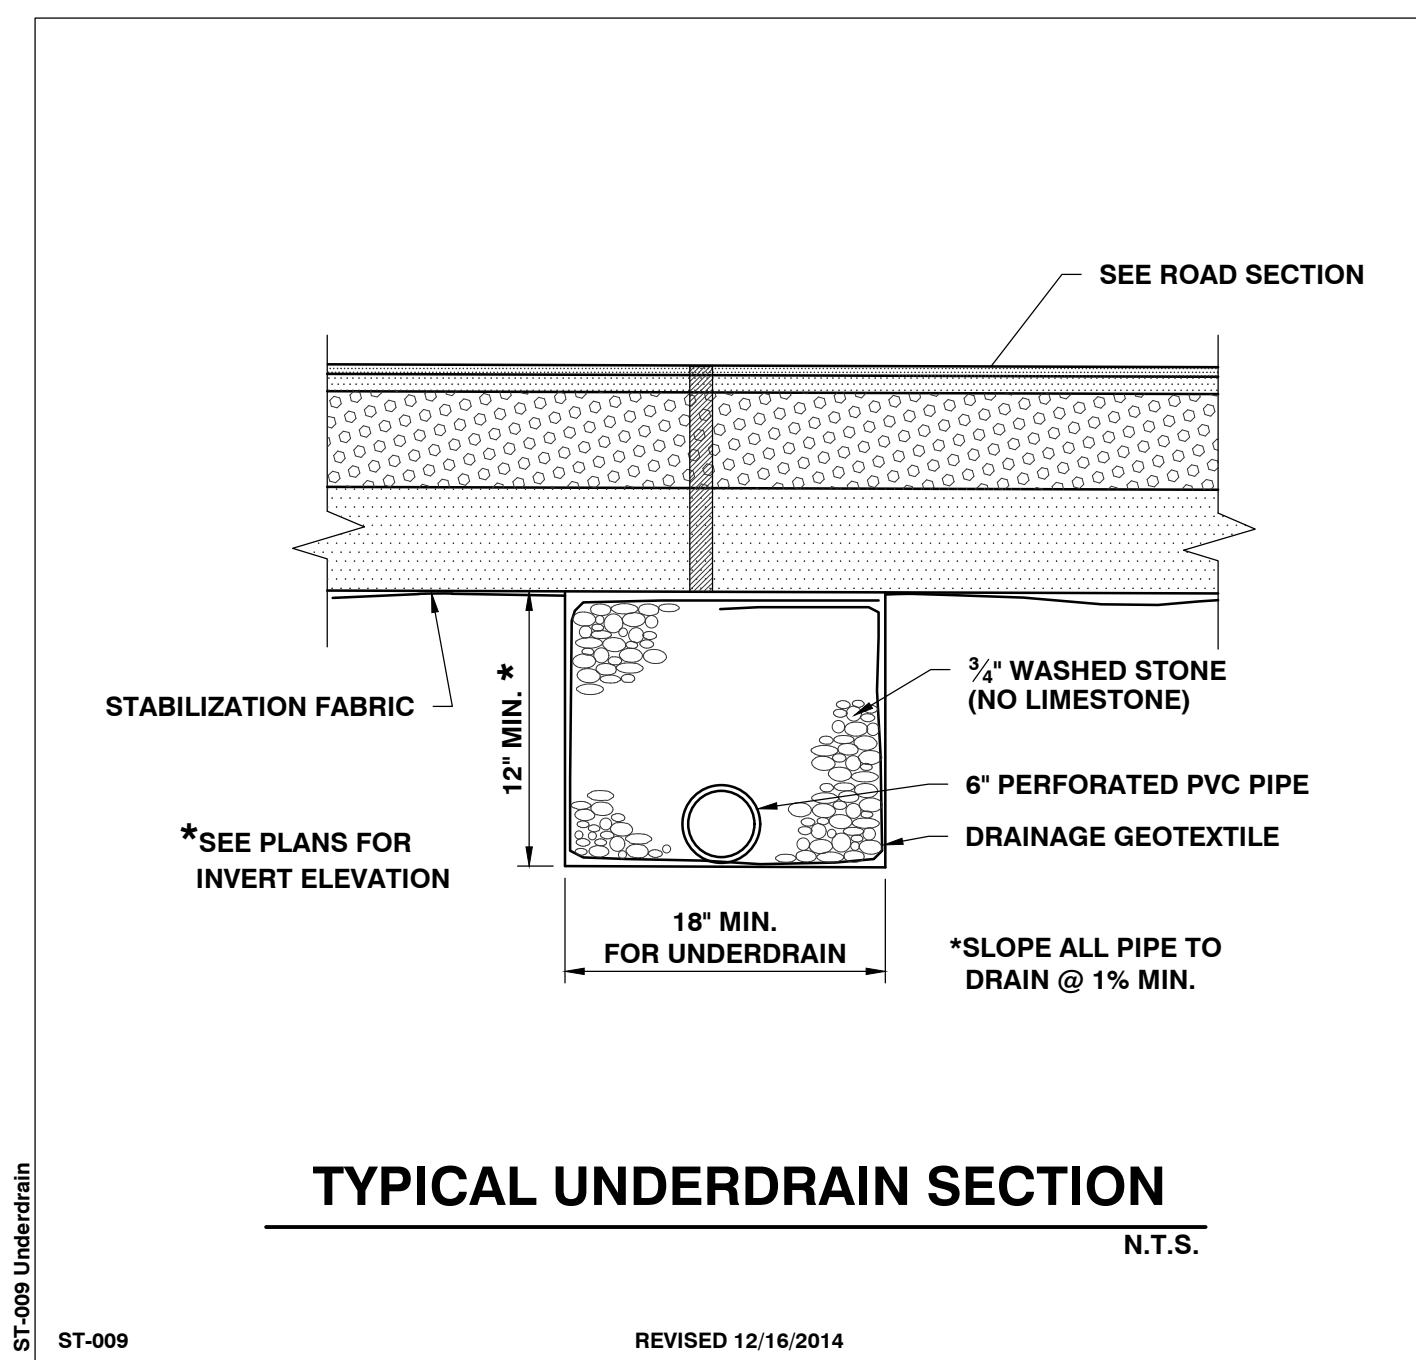 SEE ROAD SECTION
STABILIZATION FABRIC
12" MIN. *
¾" WASHED STONE
(NO LIMESTONE)
6" PERFORATED PVC PIPE
DRAINAGE GEOTEXTILE
*SEE PLANS FOR
INVERT ELEVATION
18" MIN.
FOR UNDERDRAIN
*SLOPE ALL PIPE TO
DRAIN @ 1% MIN.
TYPICAL UNDERDRAIN SECTION
N.T.S.
ST-009 Underdrain
ST-009
REVISED 12/16/2014